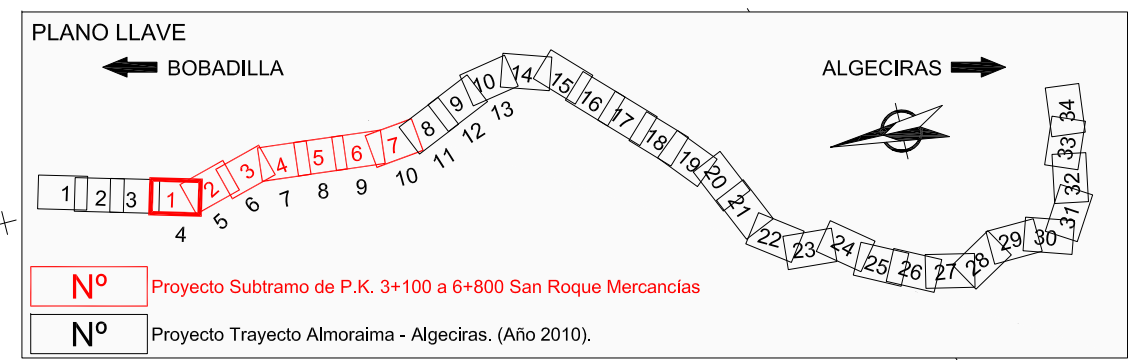 PLANO LLAVE
BOBADILLA
ALGECIRAS
1 2 3 1 2 3 4 5 6 7 8 9 10 14 15 16 17 18 19 20 21 22 23 24 25 26 27 28 29 30 31 32 33 34
4 5 6 7 8 9 10 11 12 13
Nº Proyecto Subtramo de P.K. 3+100 a 6+800 San Roque Mercancías
Nº Proyecto Trayecto Almoraima - Algeciras. (Año 2010).